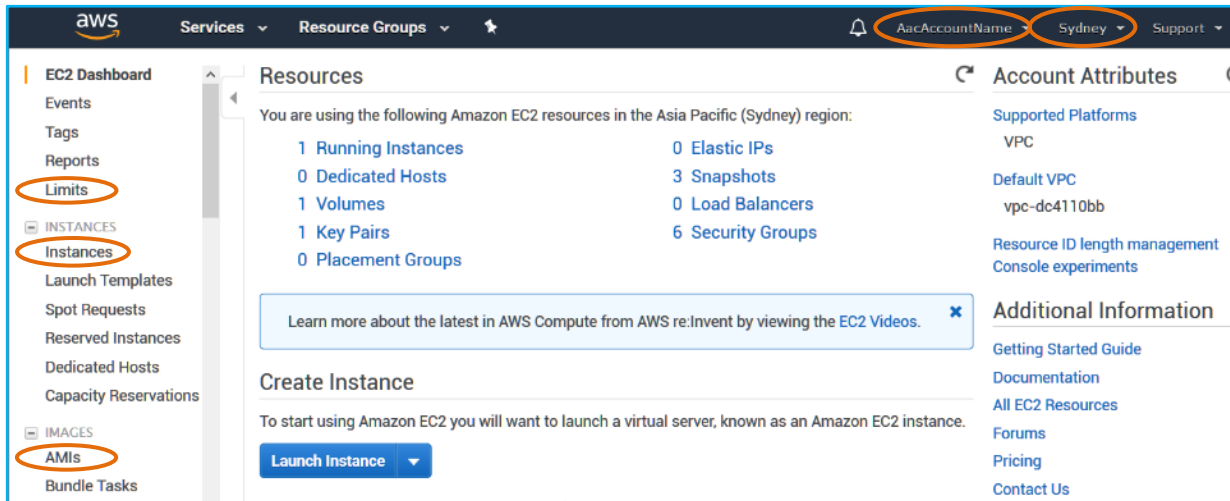 aws
Services
Resource Groups
AacAccountName
Sydney
Support
EC2 Dashboard
Events
Tags
Reports
Limits
INSTANCES
Instances
Launch Templates
Spot Requests
Reserved Instances
Dedicated Hosts
Capacity Reservations
IMAGES
AMIs
Bundle Tasks
Resources
You are using the following Amazon EC2 resources in the Asia Pacific (Sydney) region:
1 Running Instances
0 Elastic IPs
0 Dedicated Hosts
3 Snapshots
1 Volumes
0 Load Balancers
1 Key Pairs
6 Security Groups
0 Placement Groups
Learn more about the latest in AWS Compute from AWS re:Invent by viewing the EC2 Videos.
Create Instance
To start using Amazon EC2 you will want to launch a virtual server, known as an Amazon EC2 instance.
Launch Instance
Account Attributes
Supported Platforms
VPC
Default VPC
vpc-dc4110bb
Resource ID length management
Console experiments
Additional Information
Getting Started Guide
Documentation
All EC2 Resources
Forums
Pricing
Contact Us